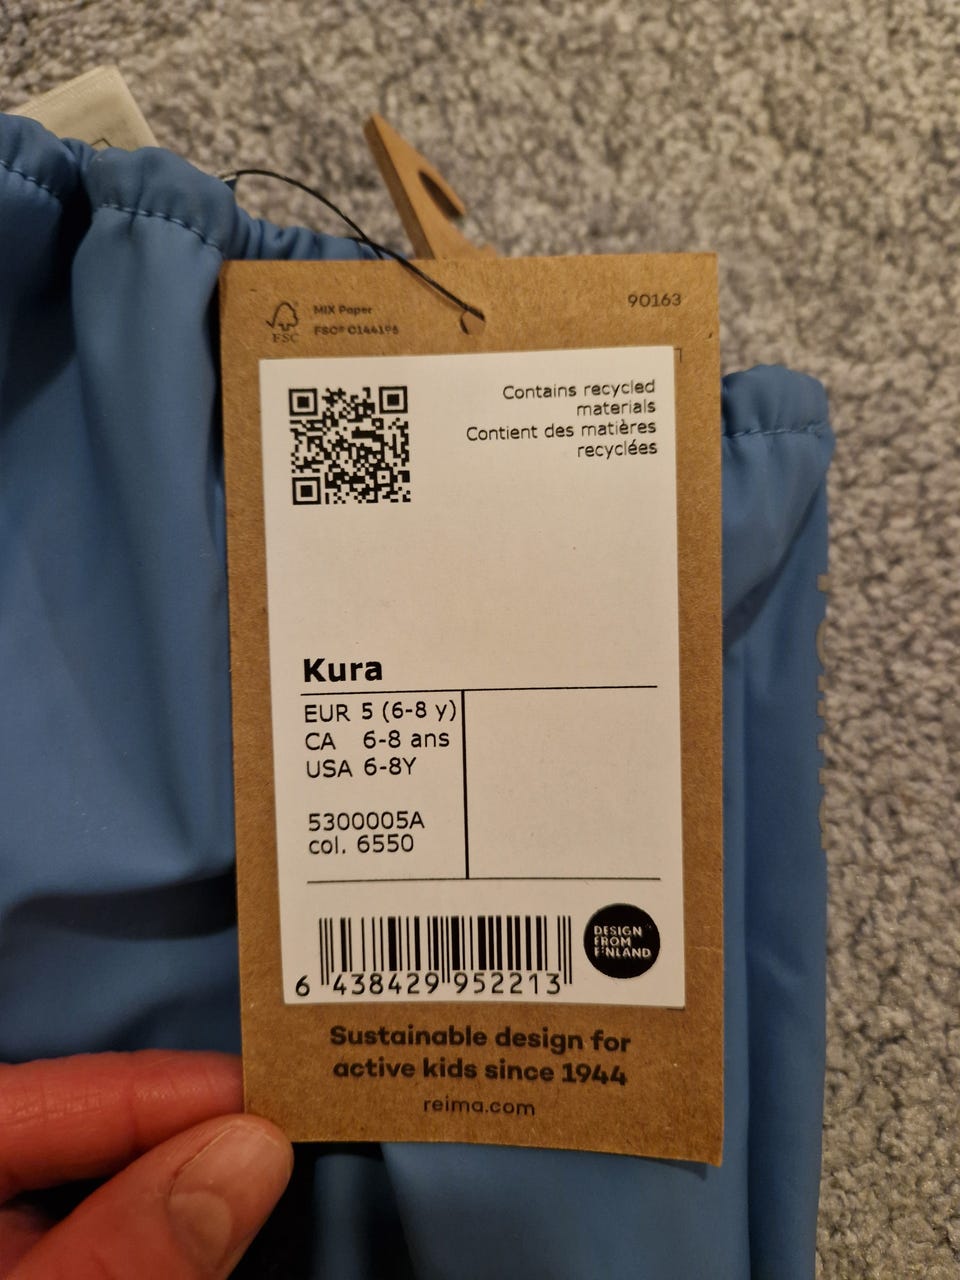 FSC
MIX Paper
FSC® C144195
90163
Contains recycled
materials
Contient des matières
recyclées
Kura
EUR 5 (6-8 y)
CA 6-8 ans
USA 6-8Y
5300005A
col. 6550
6 438429 952213
DESIGN
FROM
FINLAND
Sustainable design for
active kids since 1944
reima.com